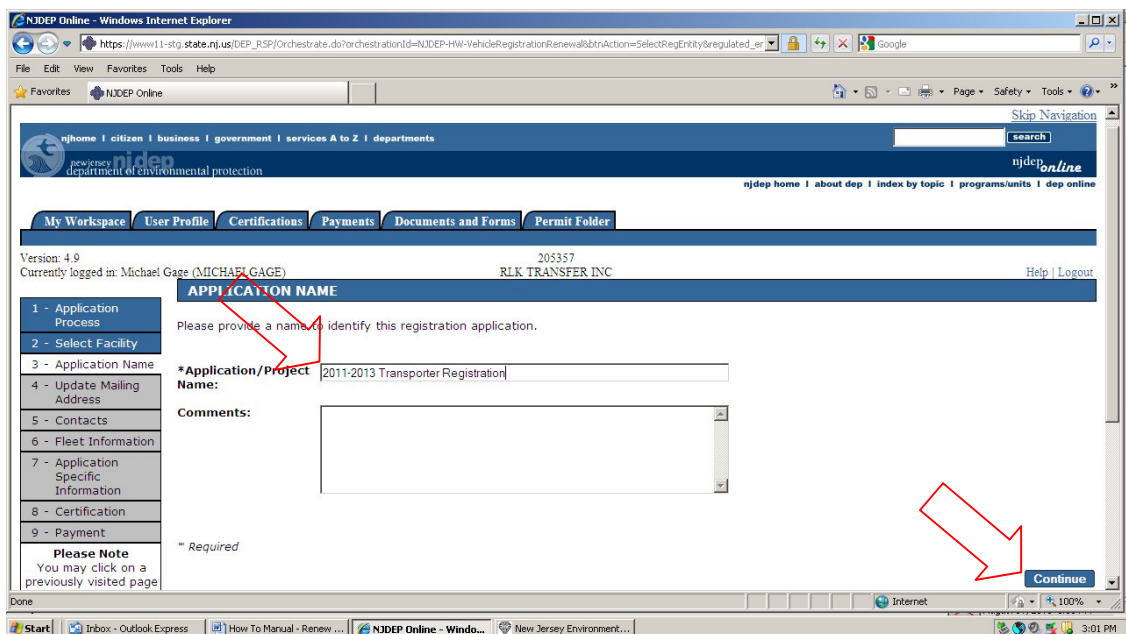 NJDEP Online - Windows Internet Explorer
https://www11-stg.state.nj.us/DEP_RSP/Orchestrate.do?orchestrationId=NJDEP-HW-VehicleRegistrationRenewal&btnAction=SelectRegEntity&regulated_er
Google
File Edit View Favorites Tools Help
Favorites NJDEP Online Page Safety Tools
Skip Navigation
njhome | citizen | business | government | services A to Z | departments
search
newjersey njdep
department of environmental protection
njdep online
njdep home | about dep | index by topic | programs/units | dep online
My Workspace User Profile Certifications Payments Documents and Forms Permit Folder
Version: 4.9
205357
Currently logged in: Michael Gage (MICHAELGAGE) RLK TRANSFER INC Help | Logout
APPLICATION NAME
1 - Application
Process
2 - Select Facility
3 - Application Name
4 - Update Mailing
Address
5 - Contacts
6 - Fleet Information
7 - Application
Specific
Information
8 - Certification
9 - Payment
Please Note
You may click on a
previously visited page
Please provide a name to identify this registration application.
*Application/Project
Name:
2011-2013 Transporter Registration
Comments:
* Required
Continue
Done Internet 100%
Start Inbox - Outlook Express How To Manual - Renew ... NJDEP Online - Windo... New Jersey Environment... 3:01 PM